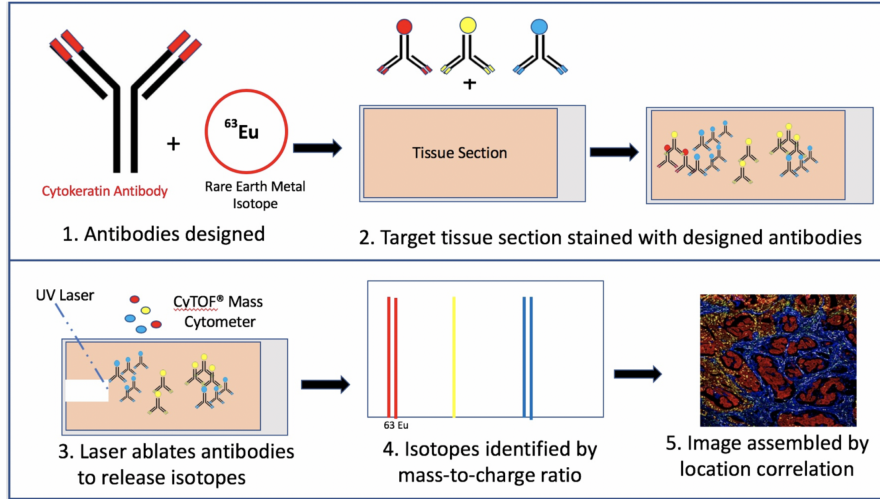 ⁶³Eu
+
Cytokeratin Antibody
Rare Earth Metal
Isotope
1. Antibodies designed
+
Tissue Section
2. Target tissue section stained with designed antibodies
UV Laser
CyTOF® Mass
Cytometer
3. Laser ablates antibodies
to release isotopes
63 Eu
4. Isotopes identified by
mass-to-charge ratio
5. Image assembled by
location correlation